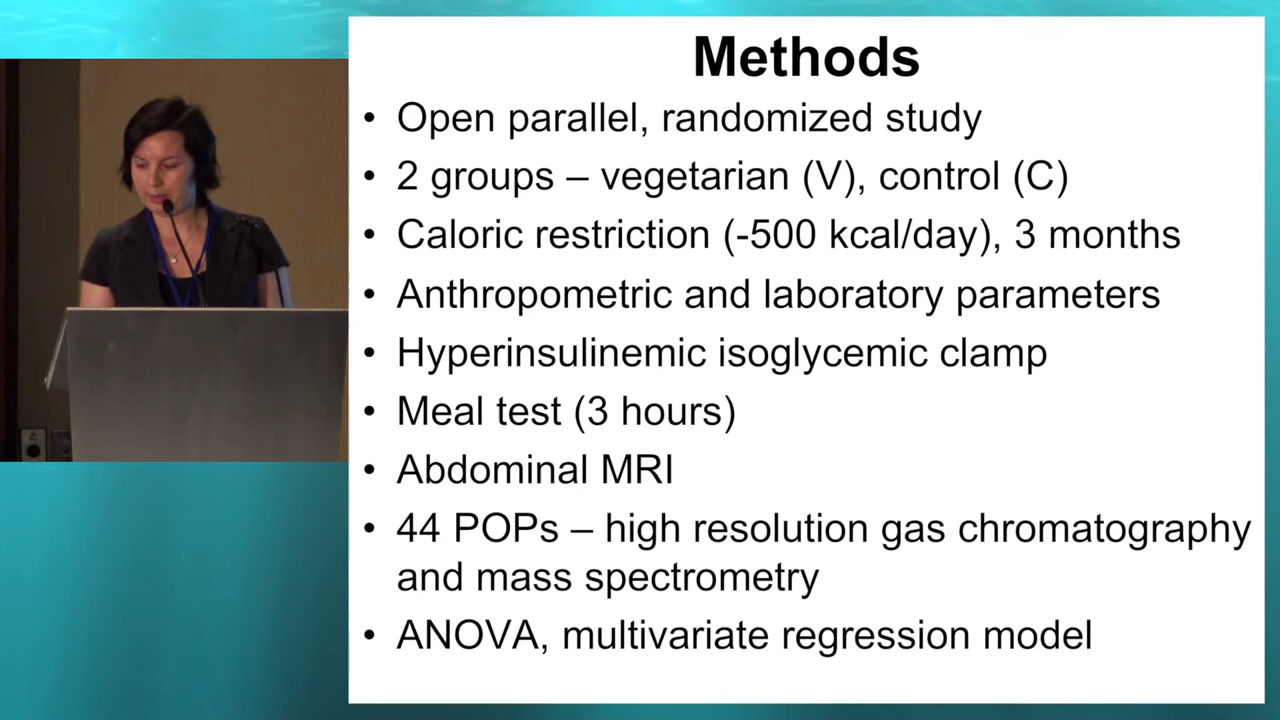 Methods
• Open parallel, randomized study
• 2 groups – vegetarian (V), control (C)
• Caloric restriction (-500 kcal/day), 3 months
• Anthropometric and laboratory parameters
• Hyperinsulinemic isoglycemic clamp
• Meal test (3 hours)
• Abdominal MRI
• 44 POPs – high resolution gas chromatography
and mass spectrometry
• ANOVA, multivariate regression model